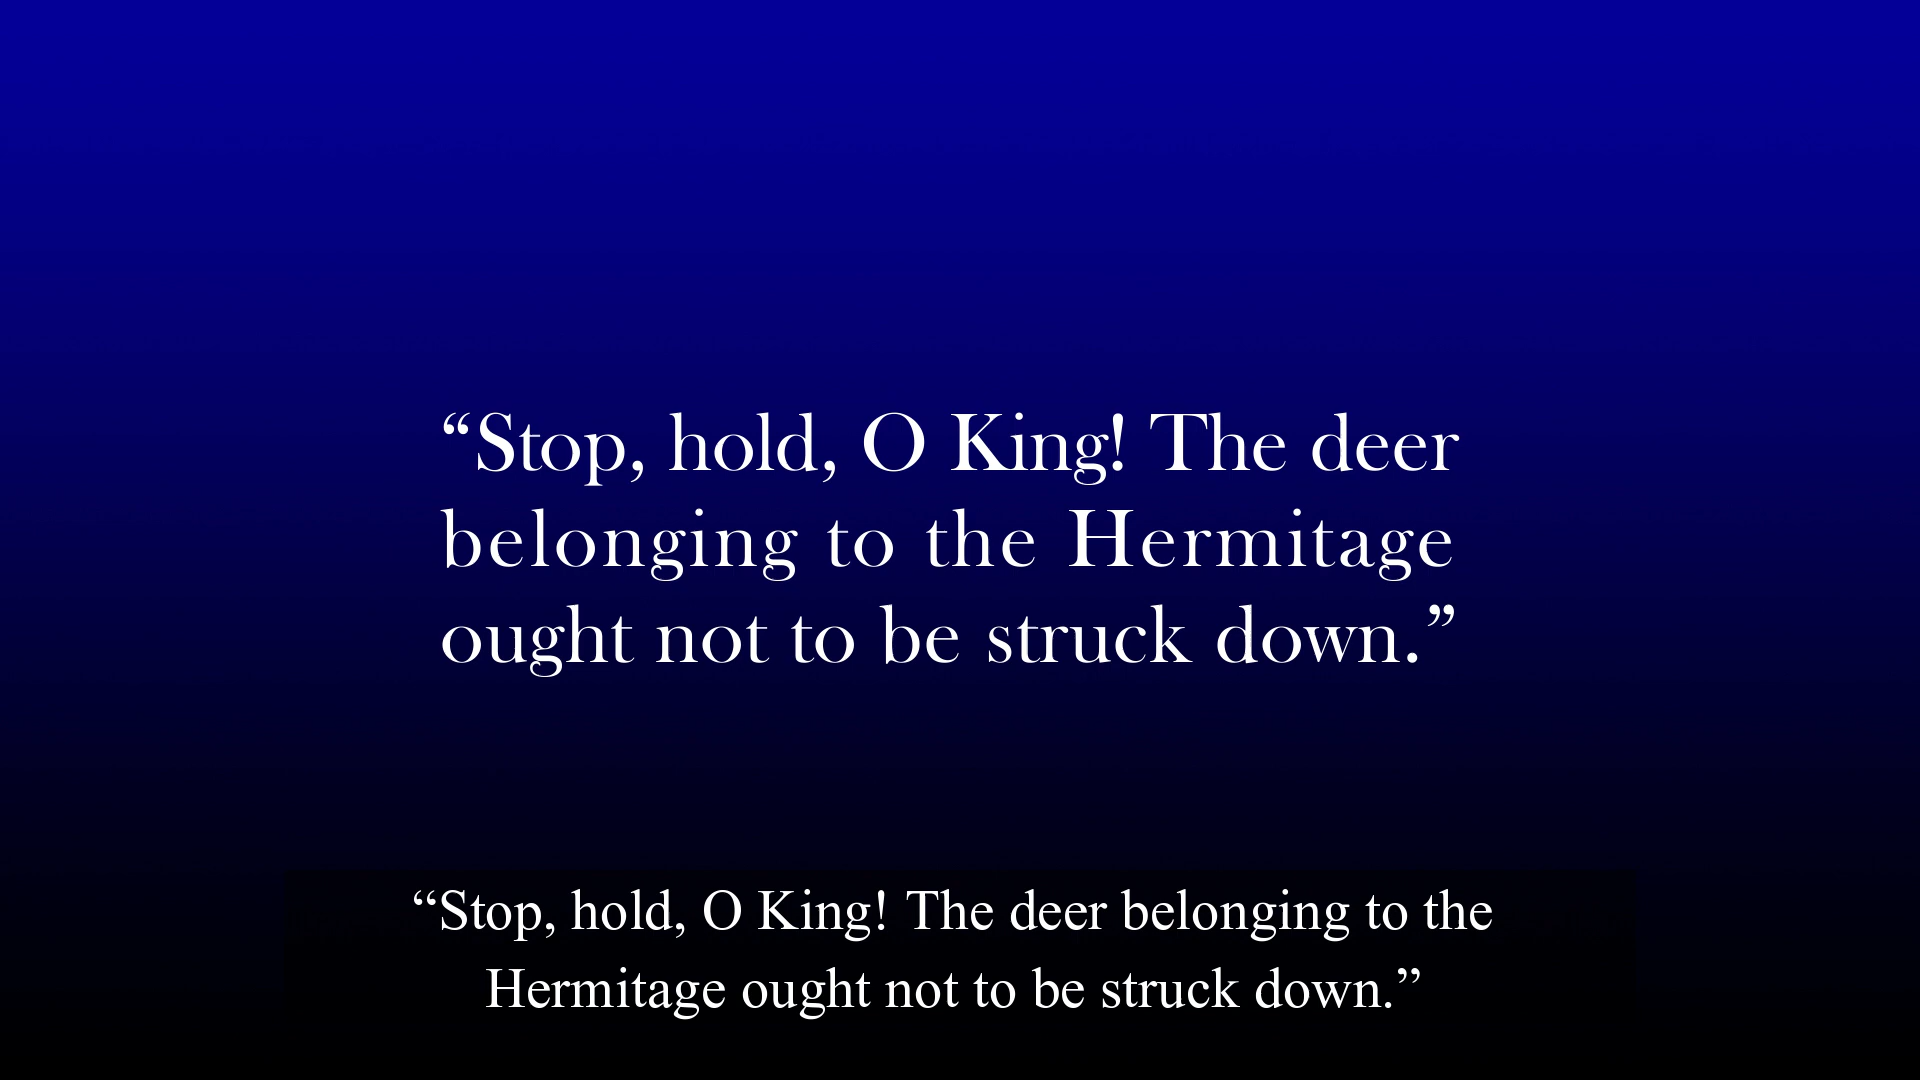 “Stop, hold, O King! The deer
belonging to the Hermitage
ought not to be struck down.”
“Stop, hold, O King! The deer belonging to the
Hermitage ought not to be struck down.”